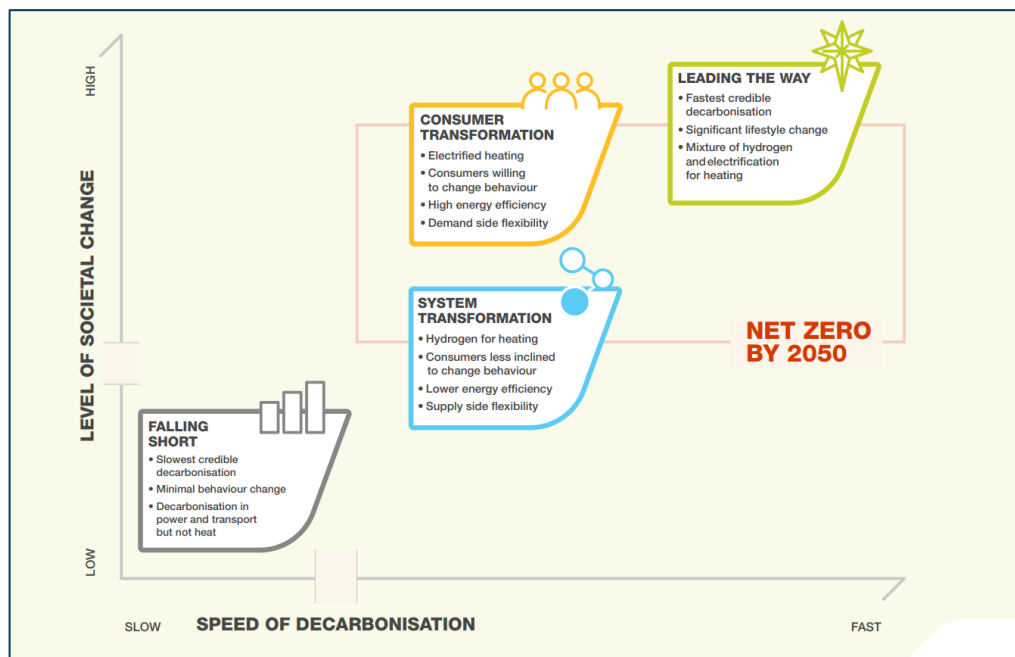 HIGH
LEVEL OF SOCIETAL CHANGE
LOW
LEADING THE WAY
• Fastest credible
decarbonisation
• Significant lifestyle change
• Mixture of hydrogen
and electrification
for heating
CONSUMER
TRANSFORMATION
• Electrified heating
• Consumers willing
to change behaviour
• High energy efficiency
• Demand side flexibility
SYSTEM
TRANSFORMATION
• Hydrogen for heating
• Consumers less inclined
to change behaviour
• Lower energy efficiency
• Supply side flexibility
NET ZERO
BY 2050
FALLING
SHORT
• Slowest credible
decarbonisation
• Minimal behaviour change
• Decarbonisation in
power and transport
but not heat
SLOW
SPEED OF DECARBONISATION
FAST